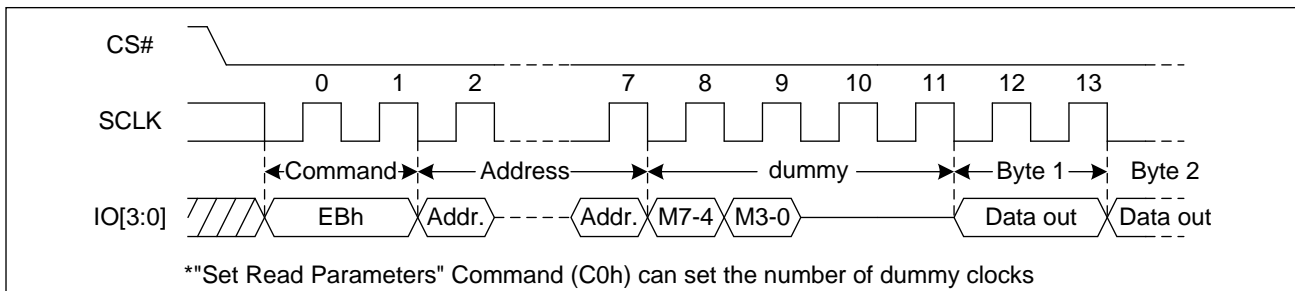 CS#
0 1 2 7 8 9 10 11 12 13
SCLK
Command Address dummy Byte 1 Byte 2
IO[3:0] EBh Addr. Addr. M7-4 M3-0 Data out Data out
*"Set Read Parameters" Command (C0h) can set the number of dummy clocks